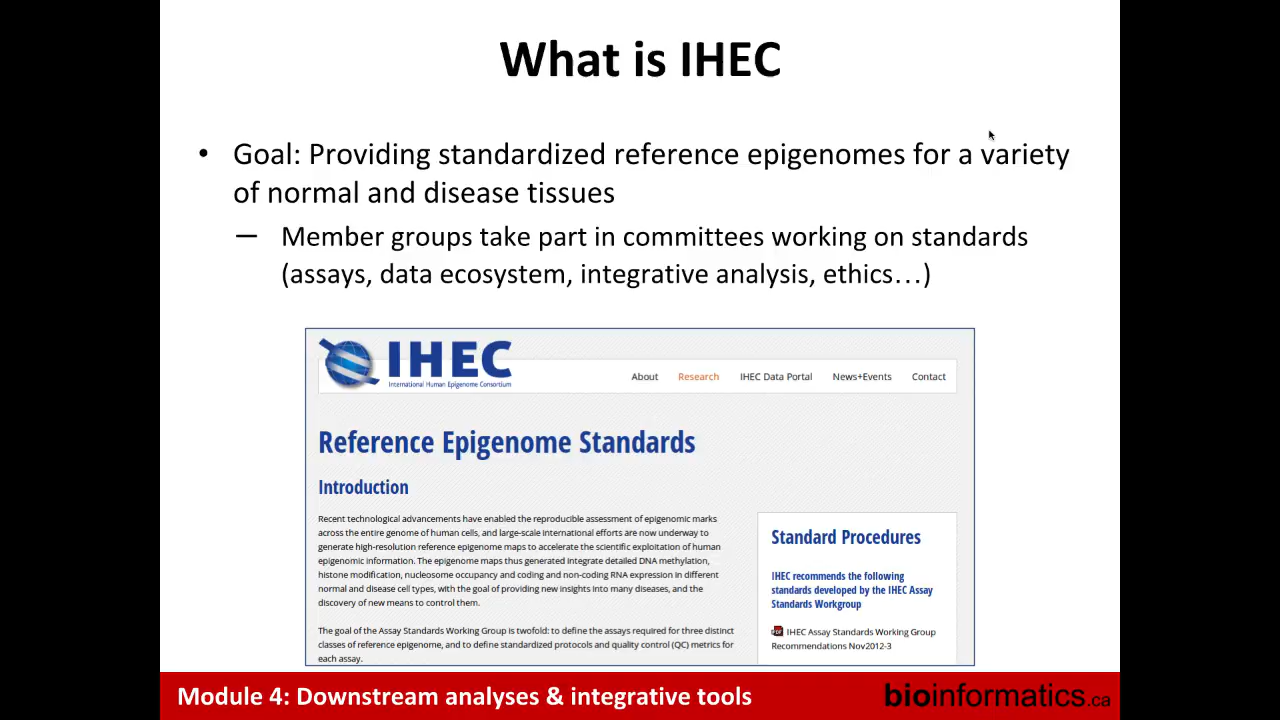 What is IHEC
• Goal: Providing standardized reference epigenomes for a variety
of normal and disease tissues
— Member groups take part in committees working on standards
(assays, data ecosystem, integrative analysis, ethics…)
IHEC
International Human Epigenome Consortium
About Research IHEC Data Portal News+Events Contact
Reference Epigenome Standards
Introduction
Recent technological advancements have enabled the reproducible assessment of epigenomic marks
across the entire genome of human cells, and large-scale international efforts are now underway to
generate high-resolution reference epigenome maps to accelerate the scientific exploitation of human
epigenomic information. The epigenome maps thus generated integrate detailed DNA methylation,
histone modification, nucleosome occupancy and coding and non-coding RNA expression in different
normal and disease cell types, with the goal of providing new insights into many diseases, and the
discovery of new means to control them.
The goal of the Assay Standards Working Group is twofold: to define the assays required for three distinct
classes of reference epigenome, and to define standardized protocols and quality control (QC) metrics for
each assay.
Standard Procedures
IHEC recommends the following
standards developed by the IHEC Assay
Standards Workgroup
IHEC Assay Standards Working Group
Recommendations Nov2012-3
Module 4: Downstream analyses & integrative tools
bioinformatics.ca